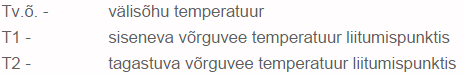 Tv.õ. - välisõhu temperatuur
T1 - siseneva võrguvee temperatuur liitumispunktis
T2 - tagastuva võrguvee temperatuur liitumispunktis